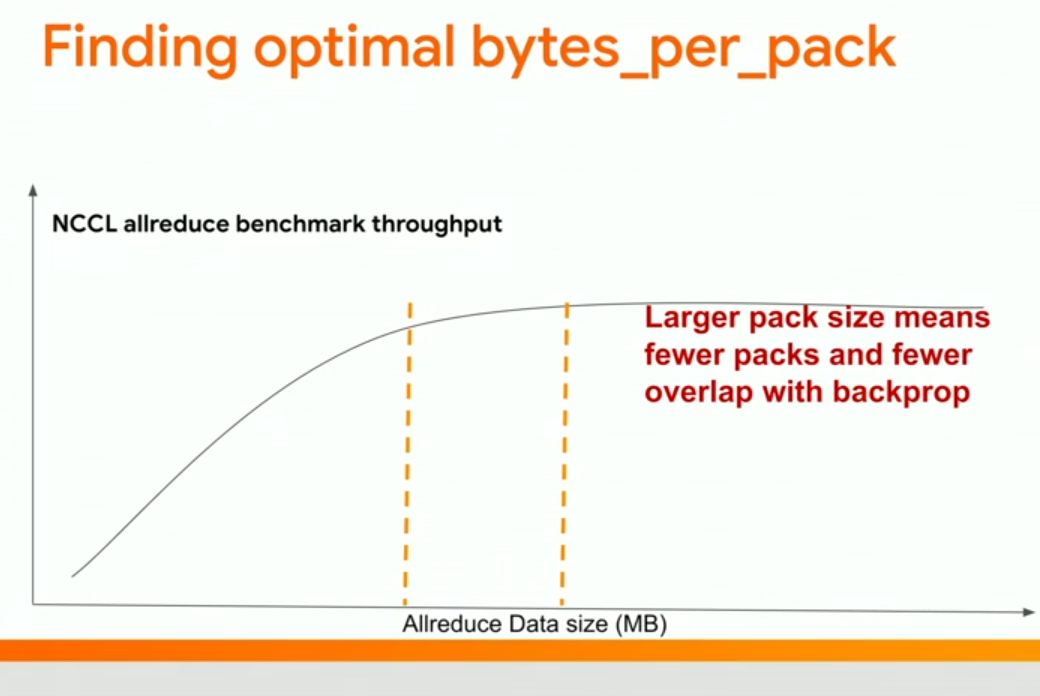 Finding optimal bytes_per_pack
NCCL allreduce benchmark throughput
Larger pack size means
fewer packs and fewer
overlap with backprop
Allreduce Data size (MB)